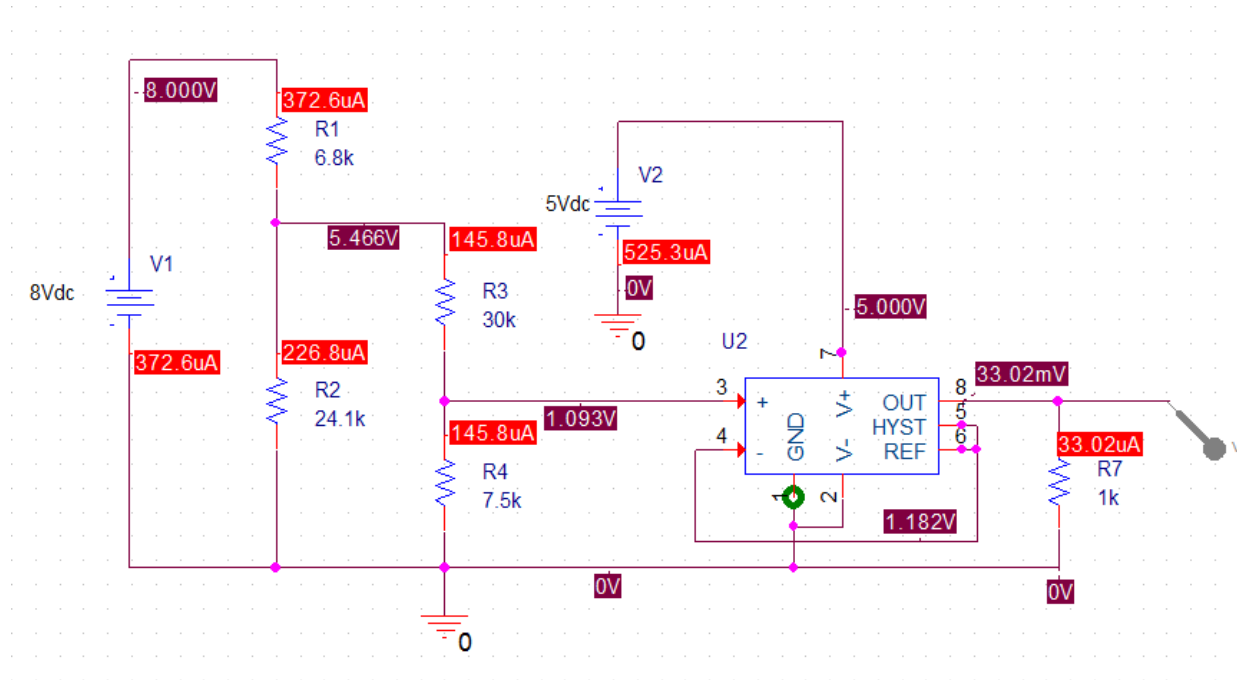 8.000V
372.6uA
R1
6.8k
V2
5Vdc
5.466V
145.8uA
525.3uA
V1
8Vdc
R3
30k
0V
5.000V
0
U2
7
226.8uA
372.6uA
R2
24.1k
33.02mV
3
+
V+
OUT
8
1.093V
HYST
5
145.8uA
4
-
GND
V-
REF
6
33.02uA
R4
7.5k
R7
1k
1
2
1.182V
0V
0V
0
V